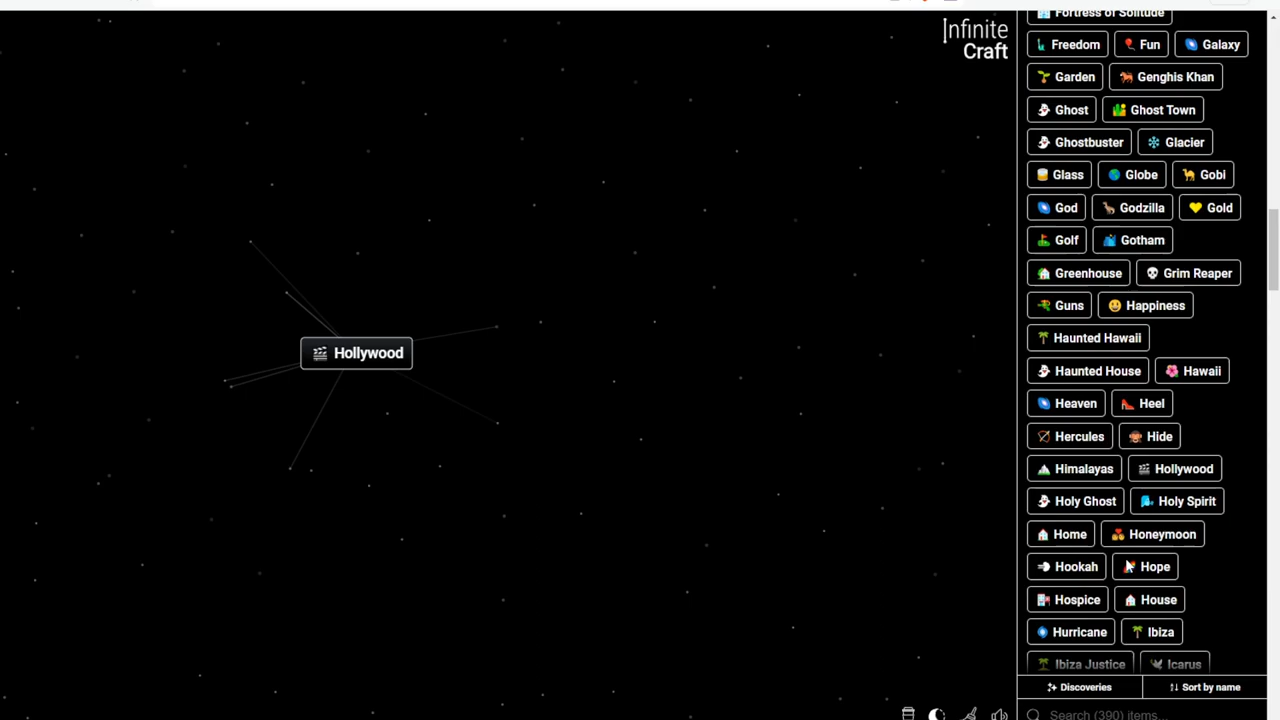 Infinite
Craft
Hollywood
Fortress of Solitude
Freedom Fun Galaxy
Garden Genghis Khan
Ghost Ghost Town
Ghostbuster Glacier
Glass Globe Gobi
God Godzilla Gold
Golf Gotham
Greenhouse Grim Reaper
Guns Happiness
Haunted Hawaii
Haunted House Hawaii
Heaven Heel
Hercules Hide
Himalayas Hollywood
Holy Ghost Holy Spirit
Home Honeymoon
Hookah Hope
Hospice House
Hurricane Ibiza
Ibiza Justice Icarus
Discoveries Sort by name
Search (390) items...